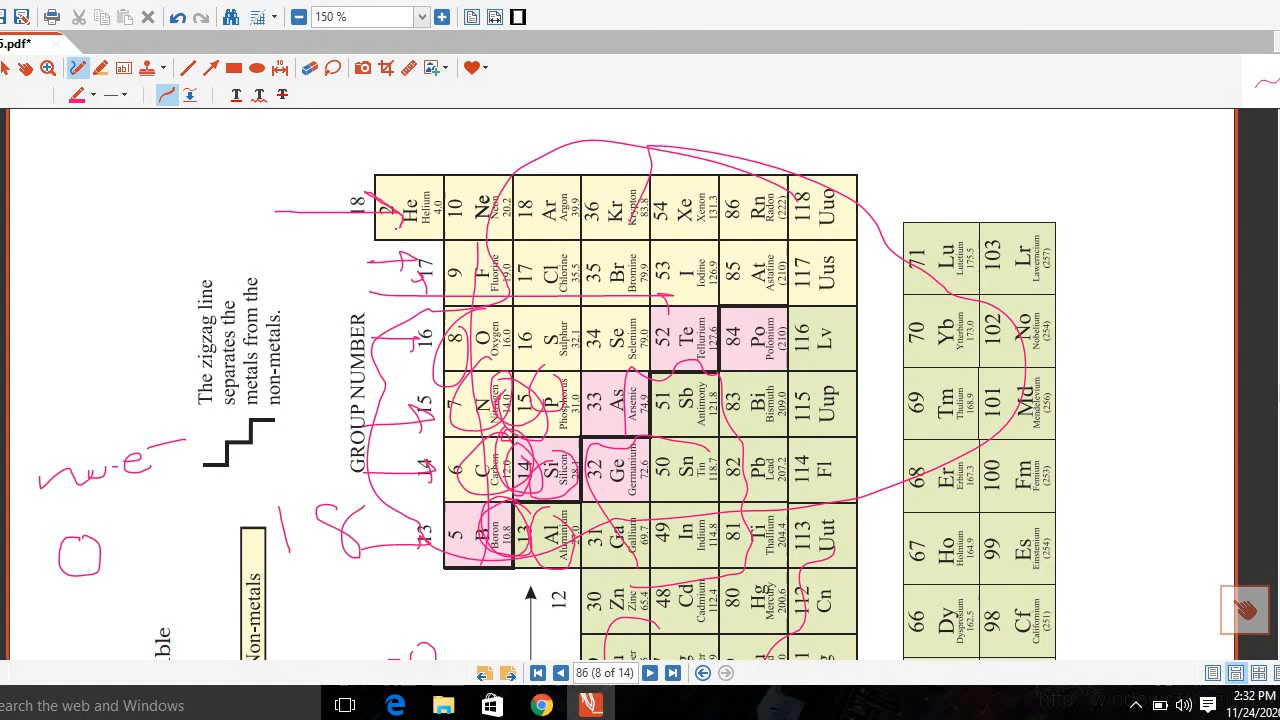 150 %
5.pdf*
The zigzag line
separates the
metals from the
non-metals.
GROUP NUMBER
18
17
16
15
14
13
12
He
Helium
4.0
10
Ne
Neon
20.2
18
Ar
Argon
39.9
36
Kr
Krypton
83.8
54
Xe
Xenon
131.3
86
Rn
Radon
(222)
118
Uuo
9
F
Fluorine
17
Cl
Chlorine
35.5
35
Br
Bromine
79.9
53
I
Iodine
126.9
85
At
Astatine
(210)
117
Uus
8
O
Oxygen
16.0
16
S
Sulphur
32.1
34
Se
Selenium
79.0
52
Te
Tellurium
127.6
84
Po
Polonium
(210)
116
Lv
7
N
Nitrogen
14.0
15
P
Phosphorus
31.0
33
As
Arsenic
74.9
51
Sb
Antimony
121.8
83
Bi
Bismuth
209.0
115
Uup
6
C
Carbon
12.0
14
Si
Silicon
32
Ge
Germanium
72.6
50
Sn
Tin
118.7
82
Pb
Lead
207.2
114
Fl
5
B
Boron
10.8
13
Al
Aluminium
31
Ga
Gallium
69.7
49
In
Indium
114.8
81
Tl
Thallium
204.4
113
Uut
30
Zn
Zinc
65.4
48
Cd
Cadmium
112.4
80
Hg
Mercury
200.6
112
Cn
71
Lu
Lutetium
175.5
103
Lr
Lawrencium
(257)
70
Yb
Ytterbium
173.0
102
No
Nobelium
(254)
69
Tm
Thulium
168.9
101
Md
Mendelevium
(256)
68
Er
Erbium
167.3
100
Fm
Fermium
(253)
67
Ho
Holmium
164.9
99
Es
Einsteinium
(254)
66
Dy
Dysprosium
162.5
98
Cf
Californium
(251)
Non-metals
18
0
86 (8 of 14)
earch the web and Windows
2:32 PM
11/24/202